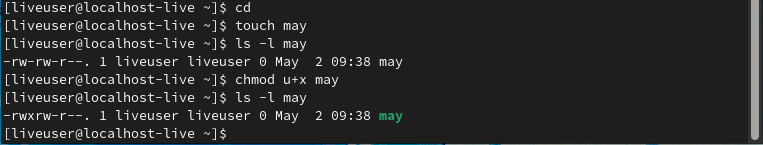 [liveuser@localhost-live ~]$ cd
[liveuser@localhost-live ~]$ touch may
[liveuser@localhost-live ~]$ ls -l may
-rw-rw-r--. 1 liveuser liveuser 0 May  2 09:38 may
[liveuser@localhost-live ~]$ chmod u+x may
[liveuser@localhost-live ~]$ ls -l may
-rwxrw-r--. 1 liveuser liveuser 0 May  2 09:38 may
[liveuser@localhost-live ~]$